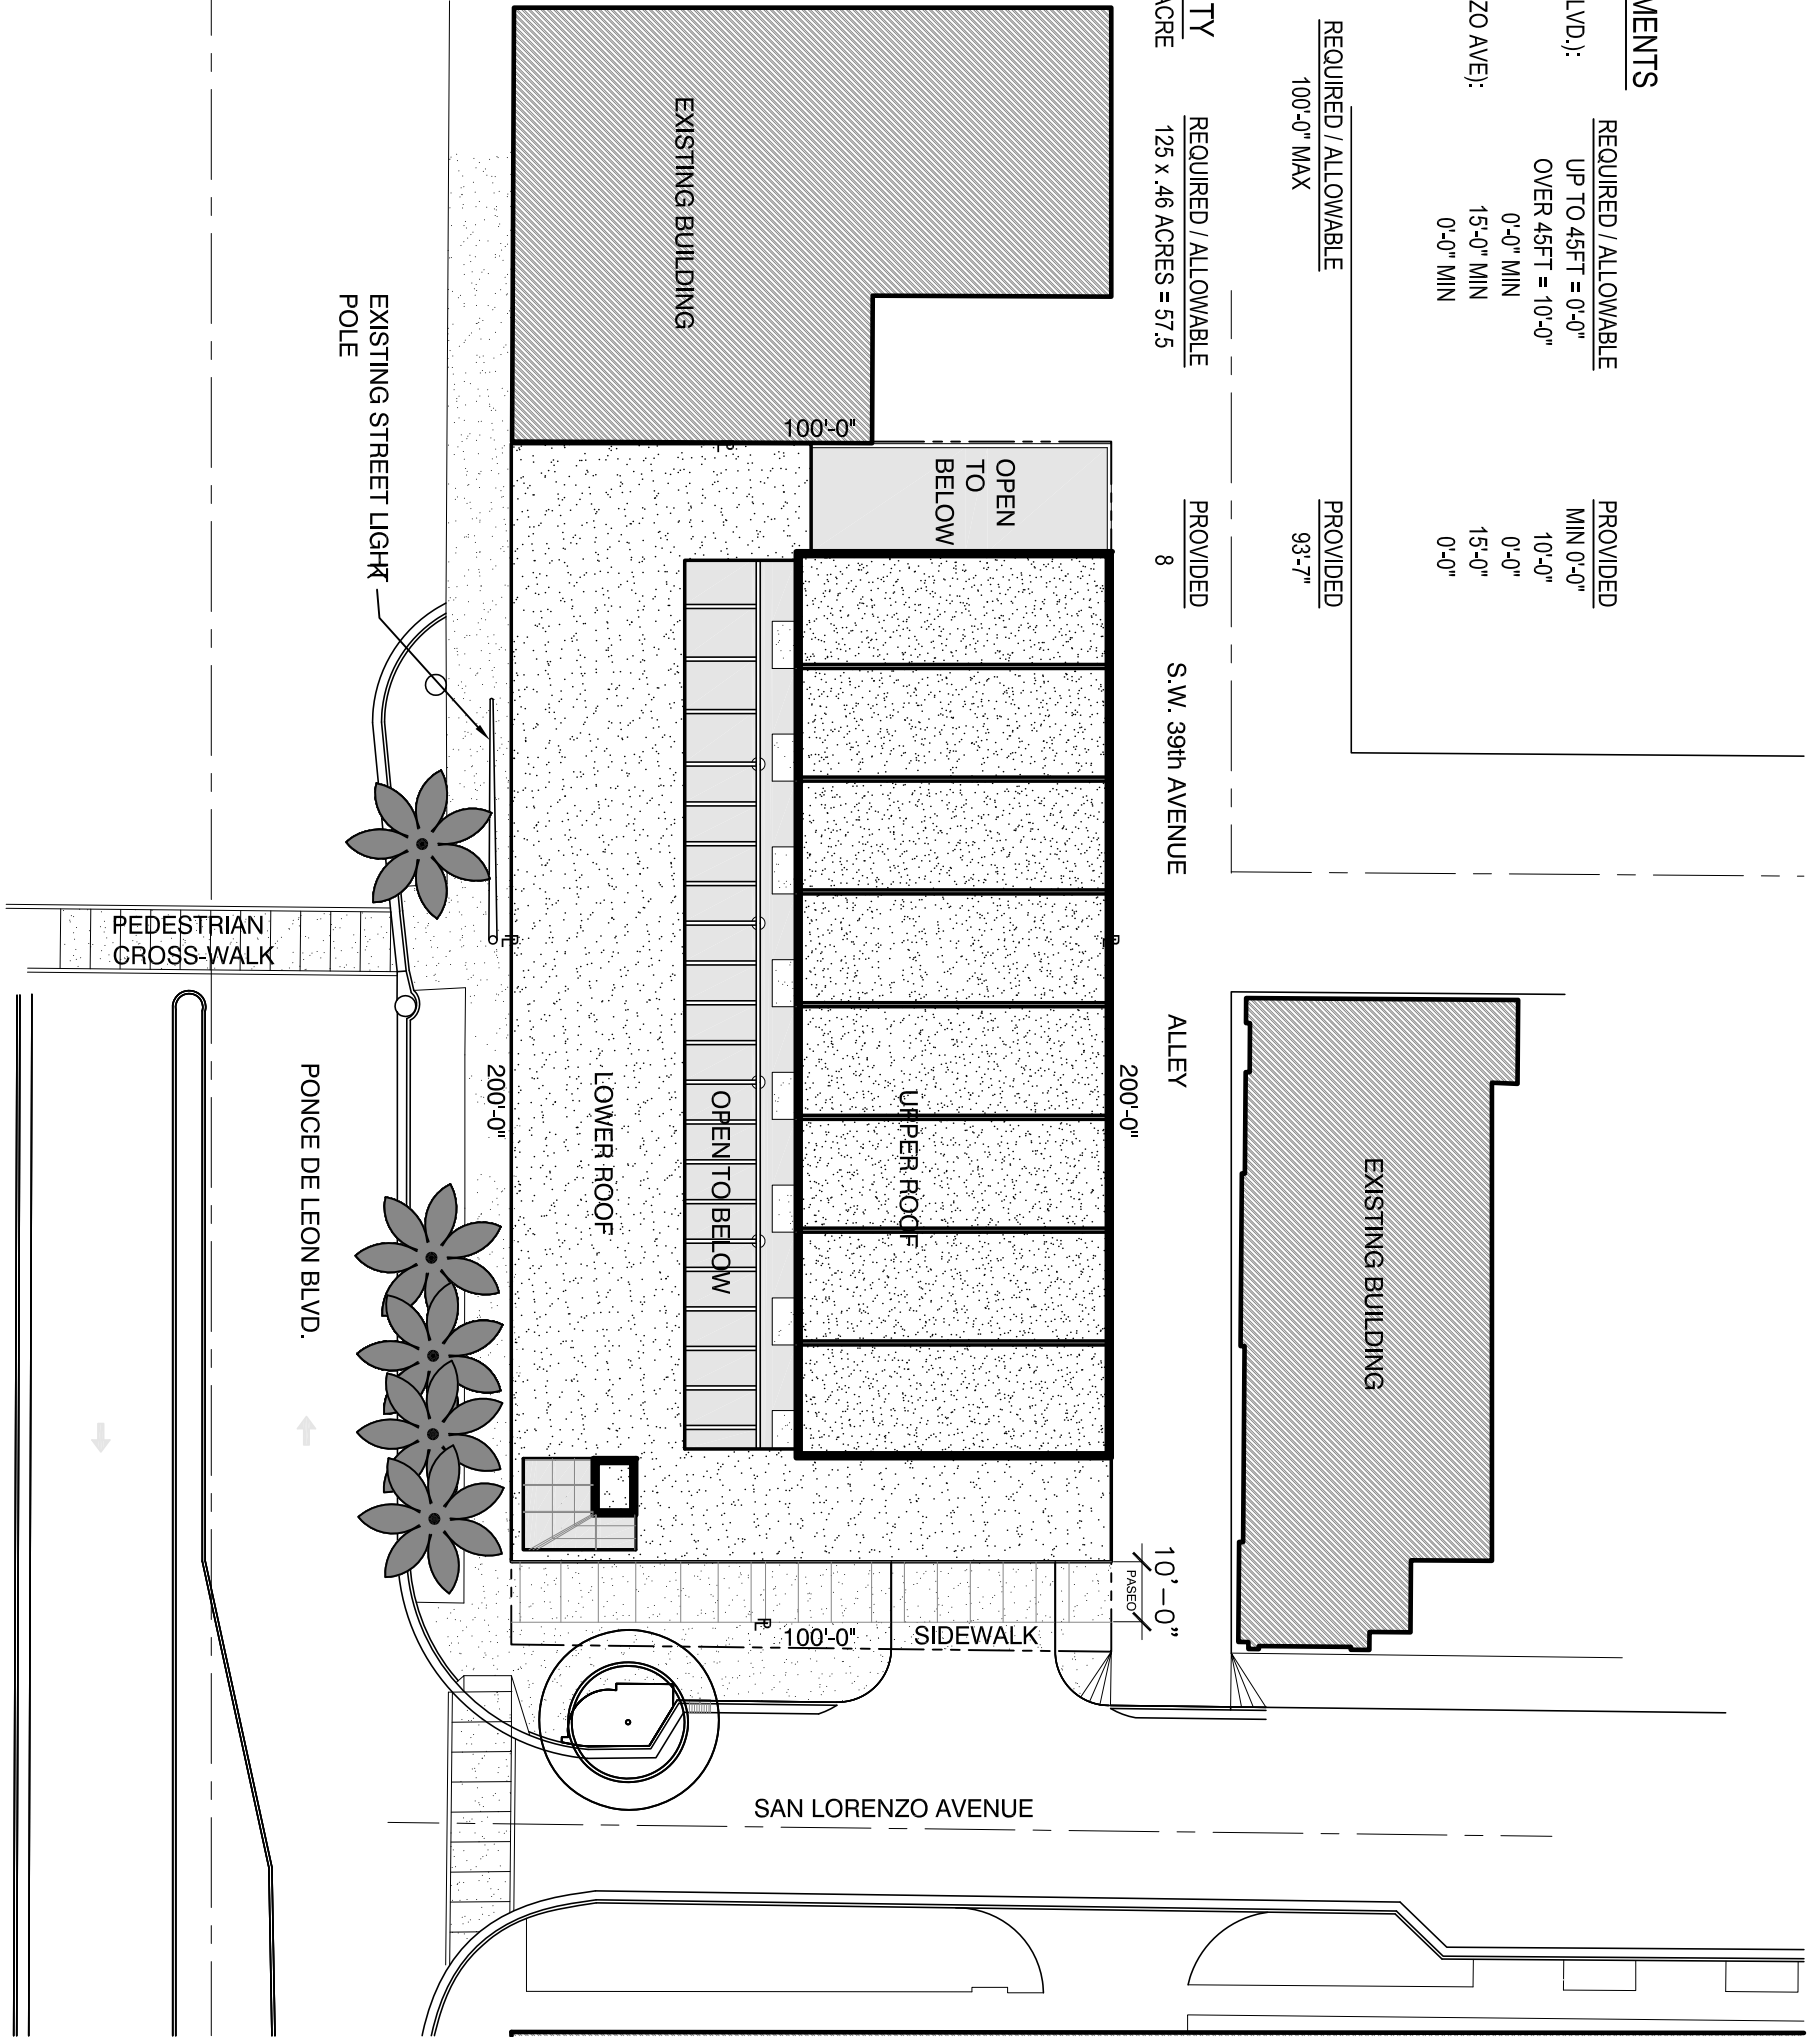 MENTS
LVD.):
ZO AVE):
REQUIRED / ALLOWABLE
UP TO 45FT = 0'-0"
OVER 45FT = 10'-0"
0'-0" MIN
15'-0" MIN
0'-0" MIN
PROVIDED
MIN 0'-0"
10'-0"
0'-0"
15'-0"
0'-0"
REQUIRED / ALLOWABLE
100'-0" MAX
PROVIDED
93'-7"
TY
ACRE
REQUIRED / ALLOWABLE
125 x .46 ACRES = 57.5
PROVIDED
8
S.W. 39th AVENUE
ALLEY
EXISTING BUILDING
EXISTING BUILDING
100'-0"
OPEN
TO
BELOW
200'-0"
UPPER ROOF
OPEN TO BELOW
LOWER ROOF
200'-0"
EXISTING STREET LIGHT
POLE
PEDESTRIAN
CROSS-WALK
PONCE DE LEON BLVD.
10'-0"
PASEO
100'-0"
SIDEWALK
SAN LORENZO AVENUE
PL
PL
PL
PL